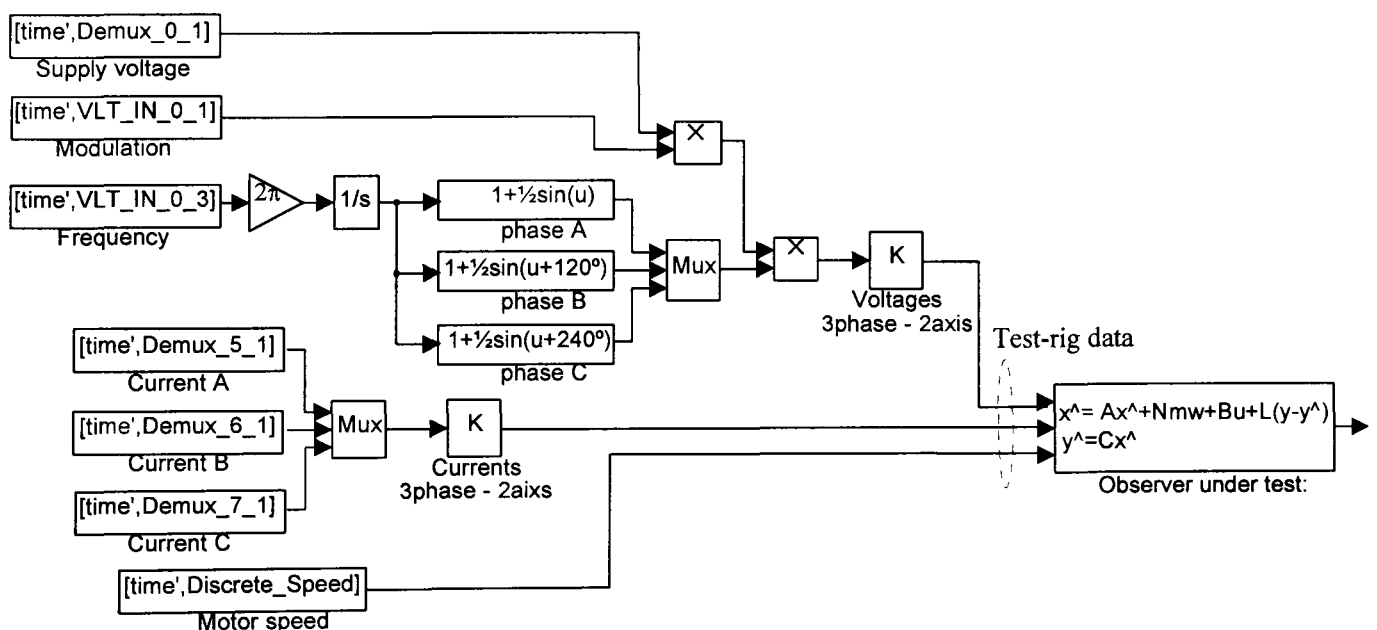 [time',Demux_0_1]
Supply voltage
[time',VLT_IN_0_1]
Modulation
X
[time',VLT_IN_0_3]
Frequency
2π
1/s
1+½sin(u)
phase A
1+½sin(u+120º)
phase B
1+½sin(u+240º)
phase C
Mux
X
K
Voltages
3phase - 2axis
[time',Demux_5_1]
Current A
[time',Demux_6_1]
Current B
[time',Demux_7_1]
Current C
Mux
K
Currents
3phase - 2aixs
[time',Discrete_Speed]
Motor speed
Test-rig data
x^= Ax^+Nmw+Bu+L(y-y^)
y^=Cx^
Observer under test: